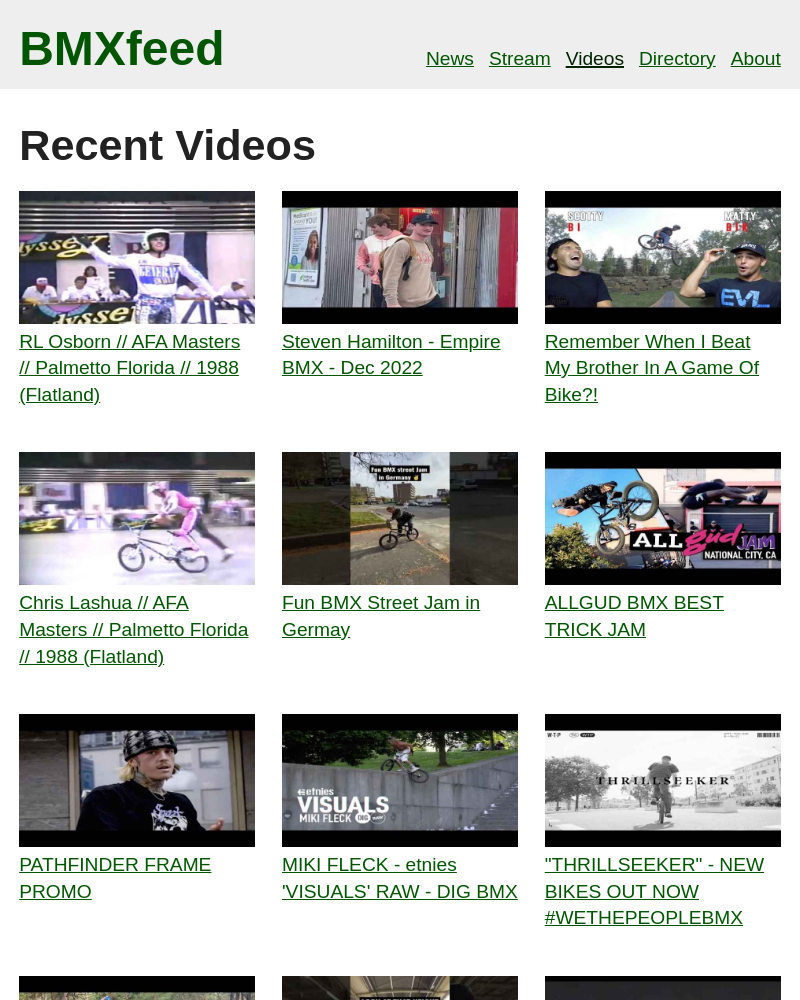 BMXfeed
News Stream Videos Directory About
Recent Videos
SCOTTY
MATTY
EVL
RL Osborn // AFA Masters
// Palmetto Florida // 1988
(Flatland)
Steven Hamilton - Empire
BMX - Dec 2022
Remember When I Beat
My Brother In A Game Of
Bike?!
Fun BMX street Jam
in Germany
ALL gud JAM
NATIONAL CITY, CA
Chris Lashua // AFA
Masters // Palmetto Florida
// 1988 (Flatland)
Fun BMX Street Jam in
Germay
ALLGUD BMX BEST
TRICK JAM
etnies
VISUALS
MIKI FLECK DIG
THRILLSEEKER
PATHFINDER FRAME
PROMO
MIKI FLECK - etnies
'VISUALS' RAW - DIG BMX
"THRILLSEEKER" - NEW
BIKES OUT NOW
#WETHEPEOPLEBMX